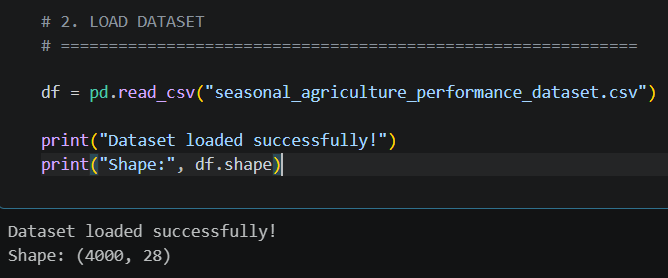 # 2. LOAD DATASET
# ============================================================
df = pd.read_csv("seasonal_agriculture_performance_dataset.csv")
print("Dataset loaded successfully!")
print("Shape:", df.shape)
Dataset loaded successfully!
Shape: (4000, 28)